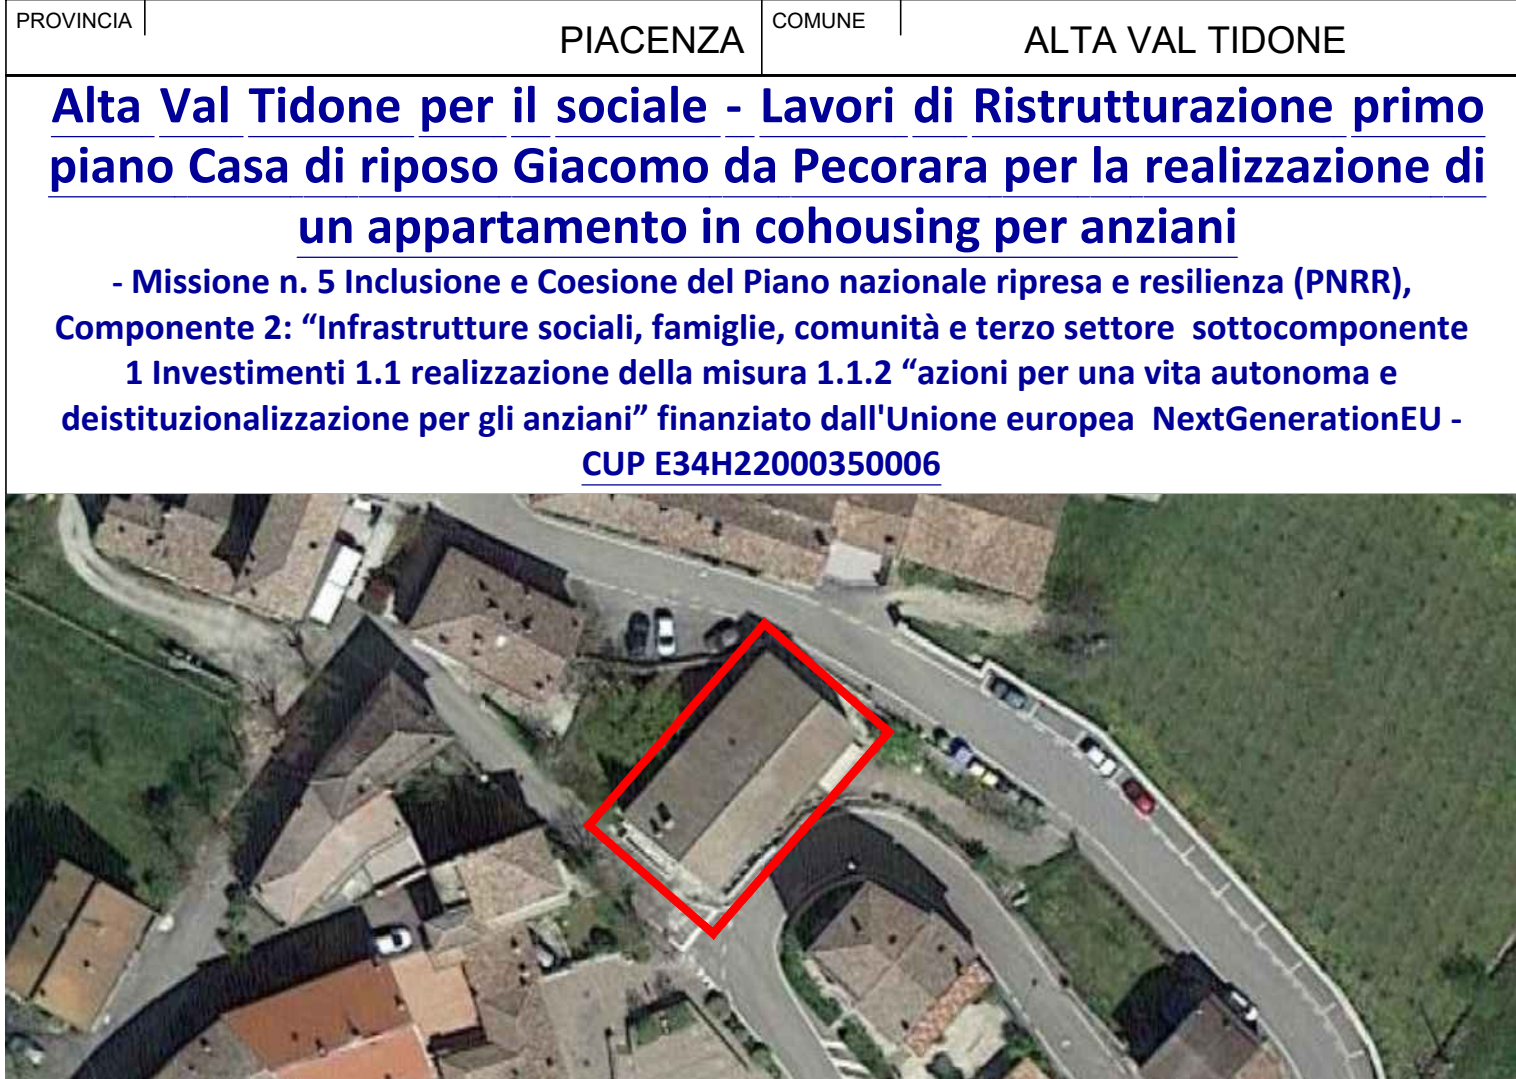 PROVINCIA
PIACENZA
COMUNE
ALTA VAL TIDONE
Alta Val Tidone per il sociale - Lavori di Ristrutturazione primo
piano Casa di riposo Giacomo da Pecorara per la realizzazione di
un appartamento in cohousing per anziani
- Missione n. 5 Inclusione e Coesione del Piano nazionale ripresa e resilienza (PNRR),
Componente 2: “Infrastrutture sociali, famiglie, comunità e terzo settore sottocomponente
1 Investimenti 1.1 realizzazione della misura 1.1.2 “azioni per una vita autonoma e
deistituzionalizzazione per gli anziani” finanziato dall'Unione europea NextGenerationEU -
CUP E34H22000350006